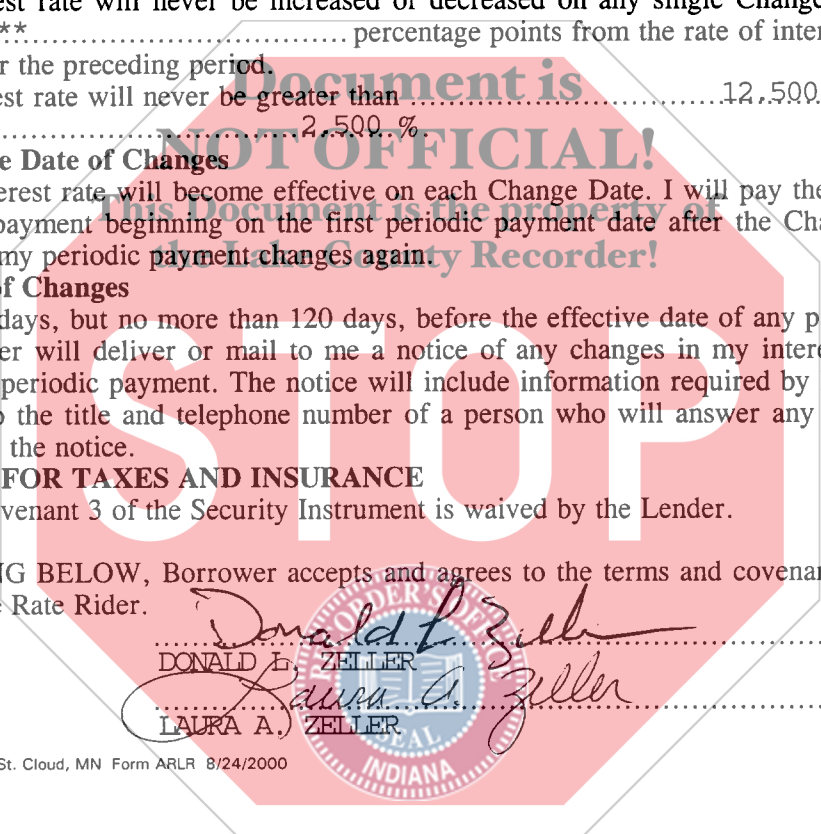 est rate will never be increased or decreased on any single Chang
**.................................. percentage points from the rate of inter
r the preceding period.
est rate will never be greater than ..................................12.500
..............................2.500..%.
e Date of Changes
erest rate will become effective on each Change Date. I will pay the
payment beginning on the first periodic payment date after the Cha
my periodic payment changes again.
of Changes
days, but no more than 120 days, before the effective date of any p
er will deliver or mail to me a notice of any changes in my intere
periodic payment. The notice will include information required by
o the title and telephone number of a person who will answer any
the notice.
FOR TAXES AND INSURANCE
venant 3 of the Security Instrument is waived by the Lender.
NG BELOW, Borrower accepts and agrees to the terms and covenan
e Rate Rider.
Donald L. Zeller
DONALD L. ZELLER
Laura A. Zeller
LAURA A. ZELLER
St. Cloud, MN Form ARLR 8/24/2000
Document is
NOT OFFICIAL!
This Document is the property of
the Lake County Recorder!
STOP
RECORDER'S OFFICE
SEAL
INDIANA